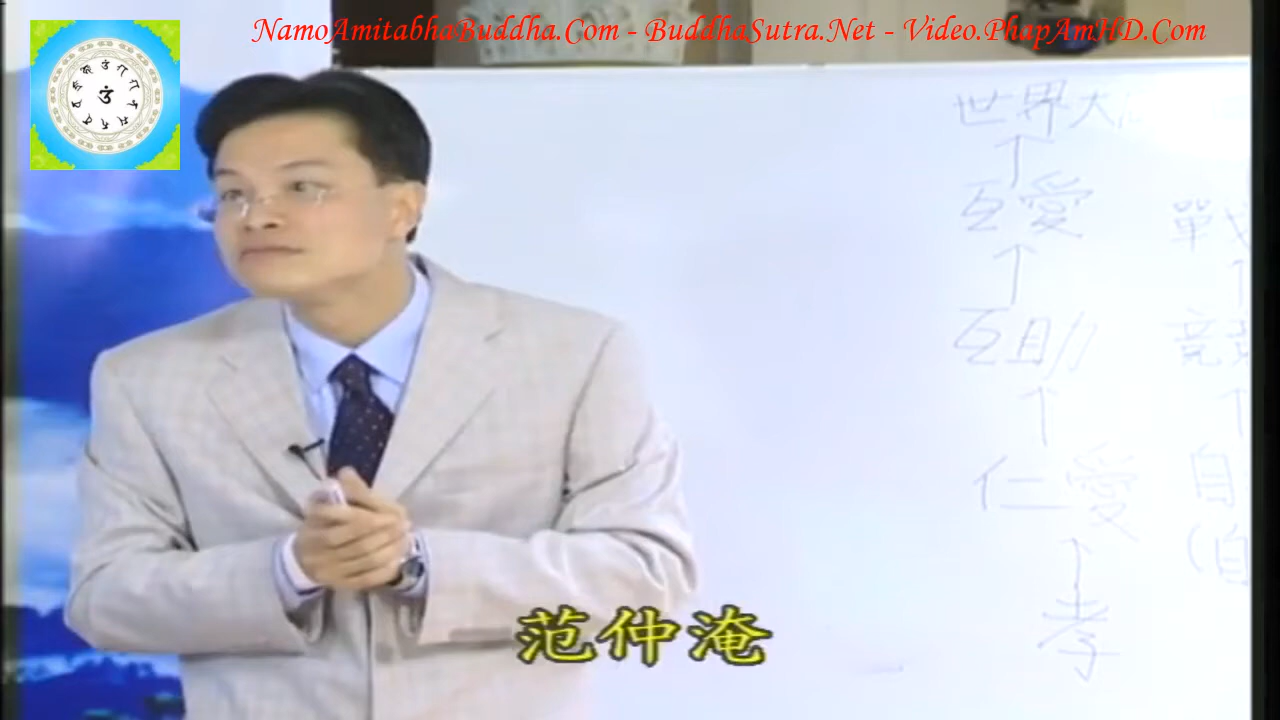 NamoAmitabhaBuddha.Com - BuddhaSutra.Net - Video.PhapAmHD.Com
世界大
互愛
互助
仁愛
孝
戰
競
自
范仲淹